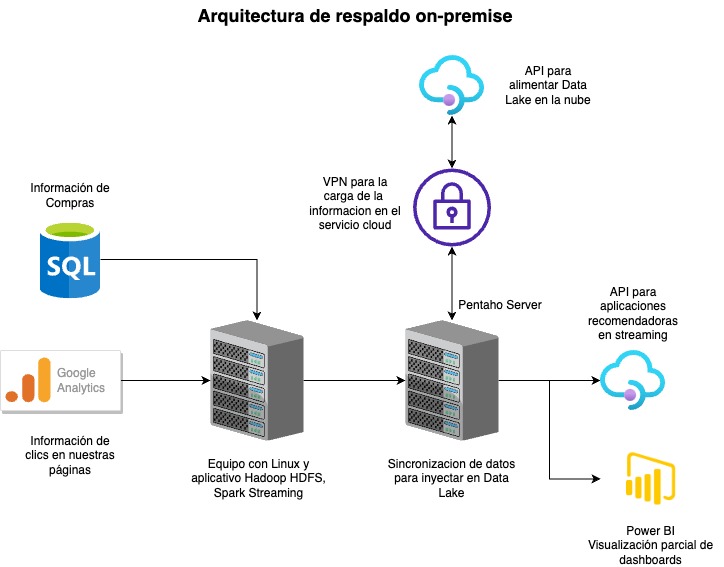 Arquitectura de respaldo on-premise
API para
alimentar Data
Lake en la nube
VPN para la
carga de la
informacion en el
servicio cloud
Información de
Compras
SQL
Pentaho Server
API para
aplicaciones
recomendadoras
en streaming
Google
Analytics
Información de
clics en nuestras
páginas
Equipo con Linux y
aplicativo Hadoop HDFS,
Spark Streaming
Sincronizacion de datos
para inyectar en Data
Lake
Power BI
Visualización parcial de
dashboards